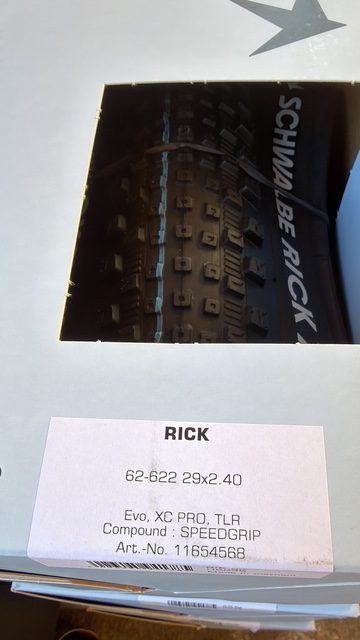 SCHWALBE RICK
RICK
62-622 29x2.40
Evo, XC PRO, TLR
Compound : SPEEDGRIP
Art.-No. 11654568